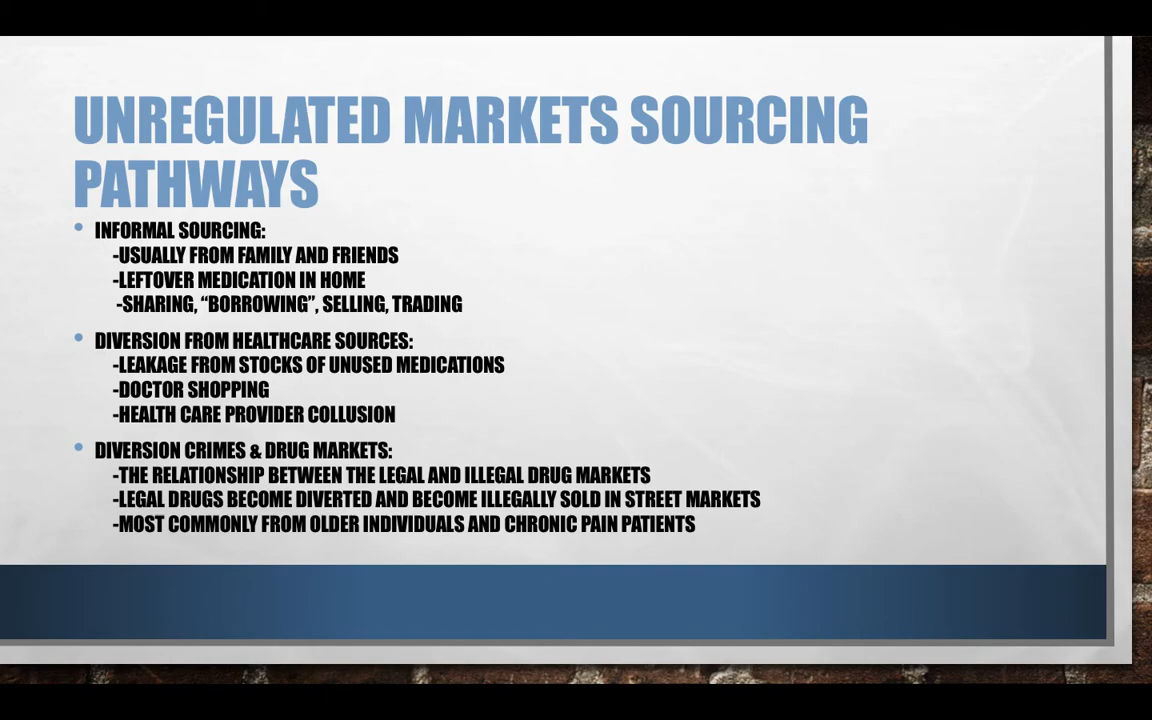 UNREGULATED MARKETS SOURCING
PATHWAYS
• INFORMAL SOURCING:
-USUALLY FROM FAMILY AND FRIENDS
-LEFTOVER MEDICATION IN HOME
-SHARING, “BORROWING”, SELLING, TRADING
• DIVERSION FROM HEALTHCARE SOURCES:
-LEAKAGE FROM STOCKS OF UNUSED MEDICATIONS
-DOCTOR SHOPPING
-HEALTH CARE PROVIDER COLLUSION
• DIVERSION CRIMES & DRUG MARKETS:
-THE RELATIONSHIP BETWEEN THE LEGAL AND ILLEGAL DRUG MARKETS
-LEGAL DRUGS BECOME DIVERTED AND BECOME ILLEGALLY SOLD IN STREET MARKETS
-MOST COMMONLY FROM OLDER INDIVIDUALS AND CHRONIC PAIN PATIENTS